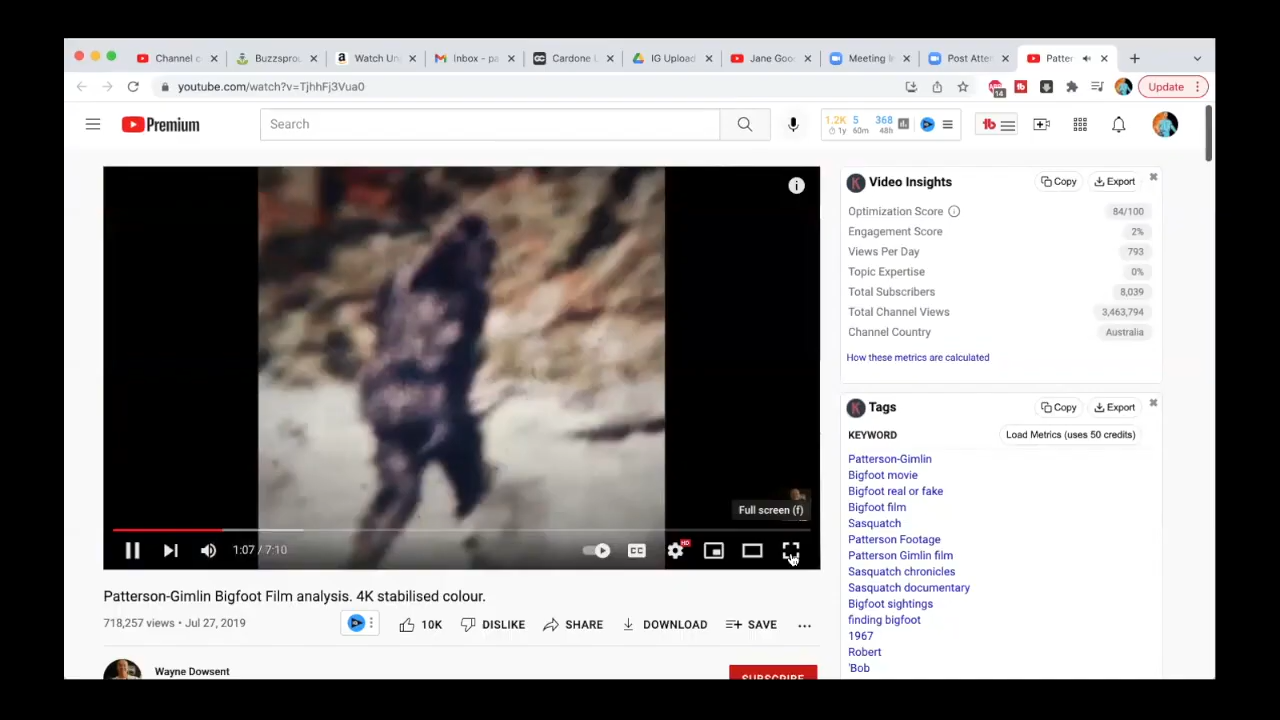 Channel c
Buzzsprou
Watch Un
Inbox - pa
Cardone U
IG Upload
Jane Goo
Meeting I
Post Atte
Patter
youtube.com/watch?v=TjhhFj3Vua0
14
Update
Premium
Search
1.2K 5 368
1y 60m 48h
Video Insights
Copy
Export
Optimization Score
84/100
Engagement Score
2%
Views Per Day
793
Topic Expertise
0%
Total Subscribers
8,039
Total Channel Views
3,463,794
Channel Country
Australia
How these metrics are calculated
Tags
Copy
Export
KEYWORD
Load Metrics (uses 50 credits)
Patterson-Gimlin
Bigfoot movie
Bigfoot real or fake
Bigfoot film
Sasquatch
Patterson Footage
Patterson Gimlin film
Sasquatch chronicles
Sasquatch documentary
Bigfoot sightings
finding bigfoot
1967
Robert
'Bob
Full screen (f)
1:07 / 7:10
CC
HD
Patterson-Gimlin Bigfoot Film analysis. 4K stabilised colour.
718,257 views • Jul 27, 2019
10K
DISLIKE
SHARE
DOWNLOAD
SAVE
Wayne Dowsent
SUBSCRIBE